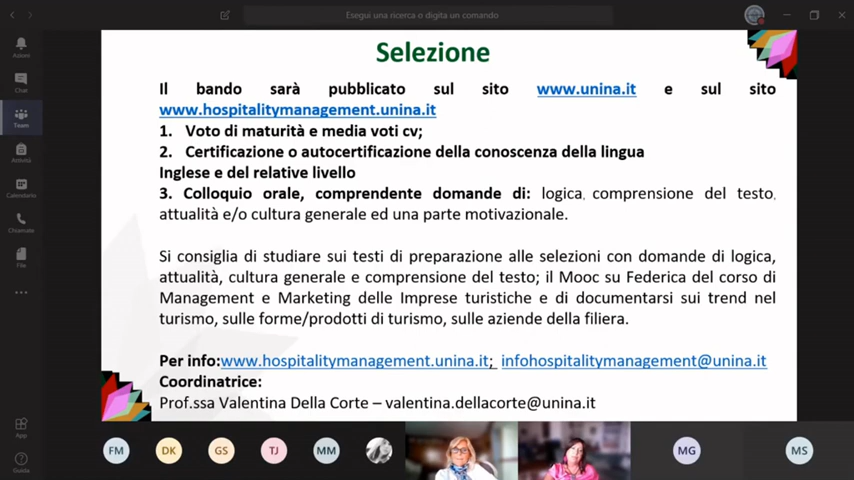 Esegui una ricerca o digita un comando
Attività
Chat
Team
Attività
Calendario
Chiamate
File
App
Guida
Selezione
Il bando sarà pubblicato sul sito www.unina.it e sul sito
www.hospitalitymanagement.unina.it
1. Voto di maturità e media voti cv;
2. Certificazione o autocertificazione della conoscenza della lingua
Inglese e del relative livello
3. Colloquio orale, comprendente domande di: logica, comprensione del testo,
attualità e/o cultura generale ed una parte motivazionale.
Si consiglia di studiare sui testi di preparazione alle selezioni con domande di logica,
attualità, cultura generale e comprensione del testo; il Mooc su Federica del corso di
Management e Marketing delle Imprese turistiche e di documentarsi sui trend nel
turismo, sulle forme/prodotti di turismo, sulle aziende della filiera.
Per info:www.hospitalitymanagement.unina.it; infohospitalitymanagement@unina.it
Coordinatrice:
Prof.ssa Valentina Della Corte – valentina.dellacorte@unina.it
FM DK GS TJ MM MG MS